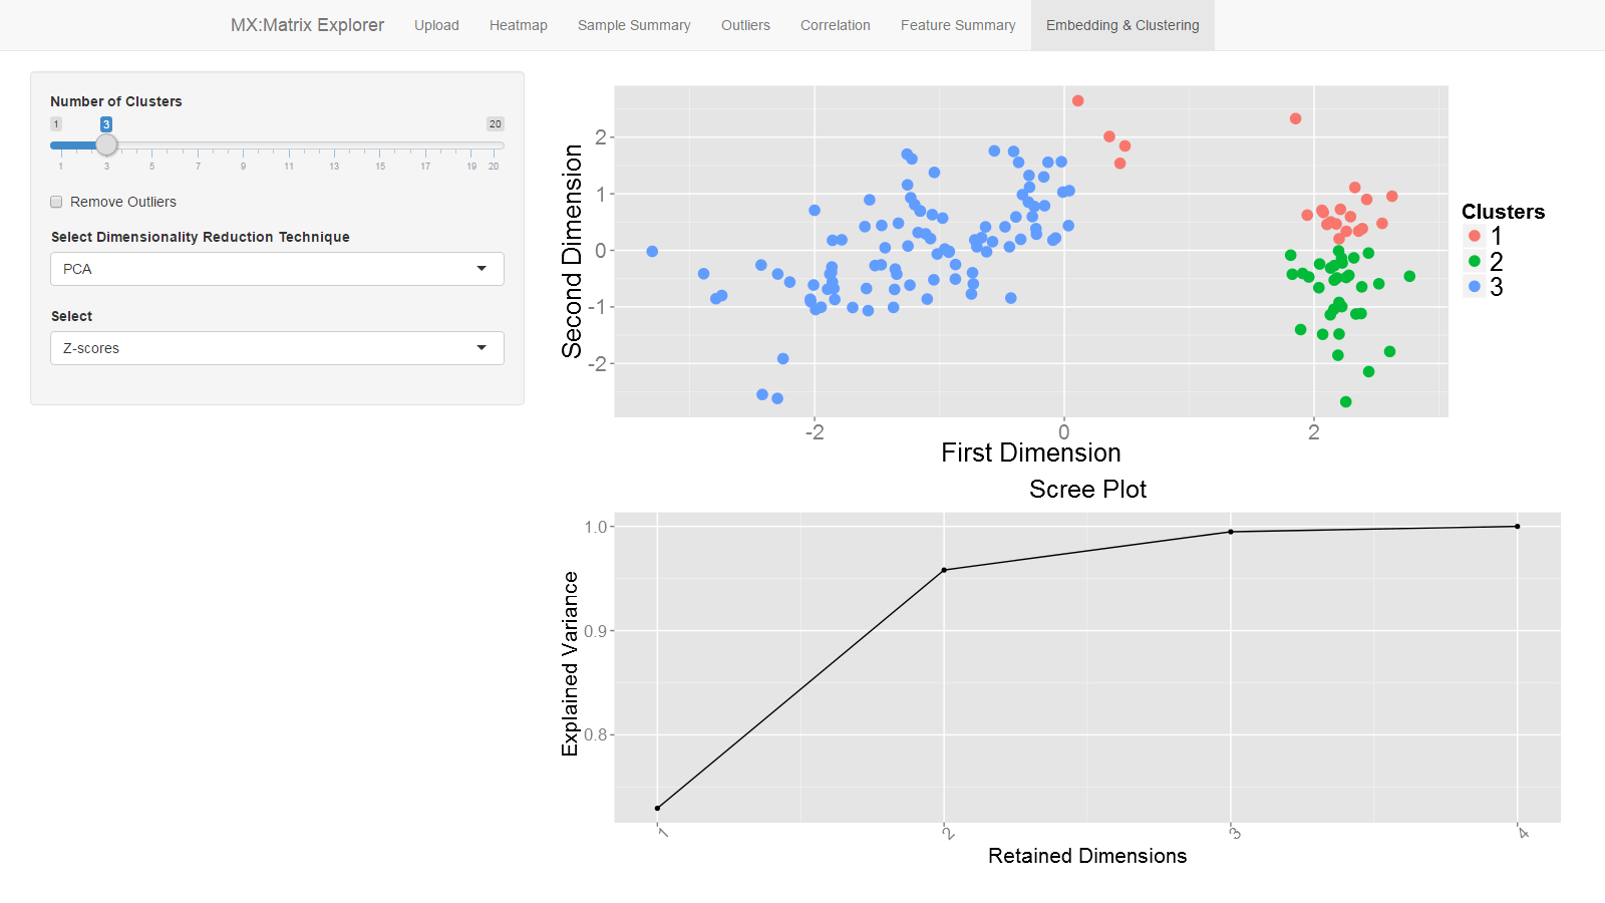 MX:Matrix Explorer Upload Heatmap Sample Summary Outliers Correlation Feature Summary Embedding & Clustering
Number of Clusters
1 3 20
1 3 5 7 9 11 13 15 17 19 20
Remove Outliers
Select Dimensionality Reduction Technique
PCA
Select
Z-scores
Second Dimension
2
1
0
-1
-2
-2 0 2
First Dimension
Clusters
1
2
3
Scree Plot
Explained Variance
1.0
0.9
0.8
1 2 3 4
Retained Dimensions